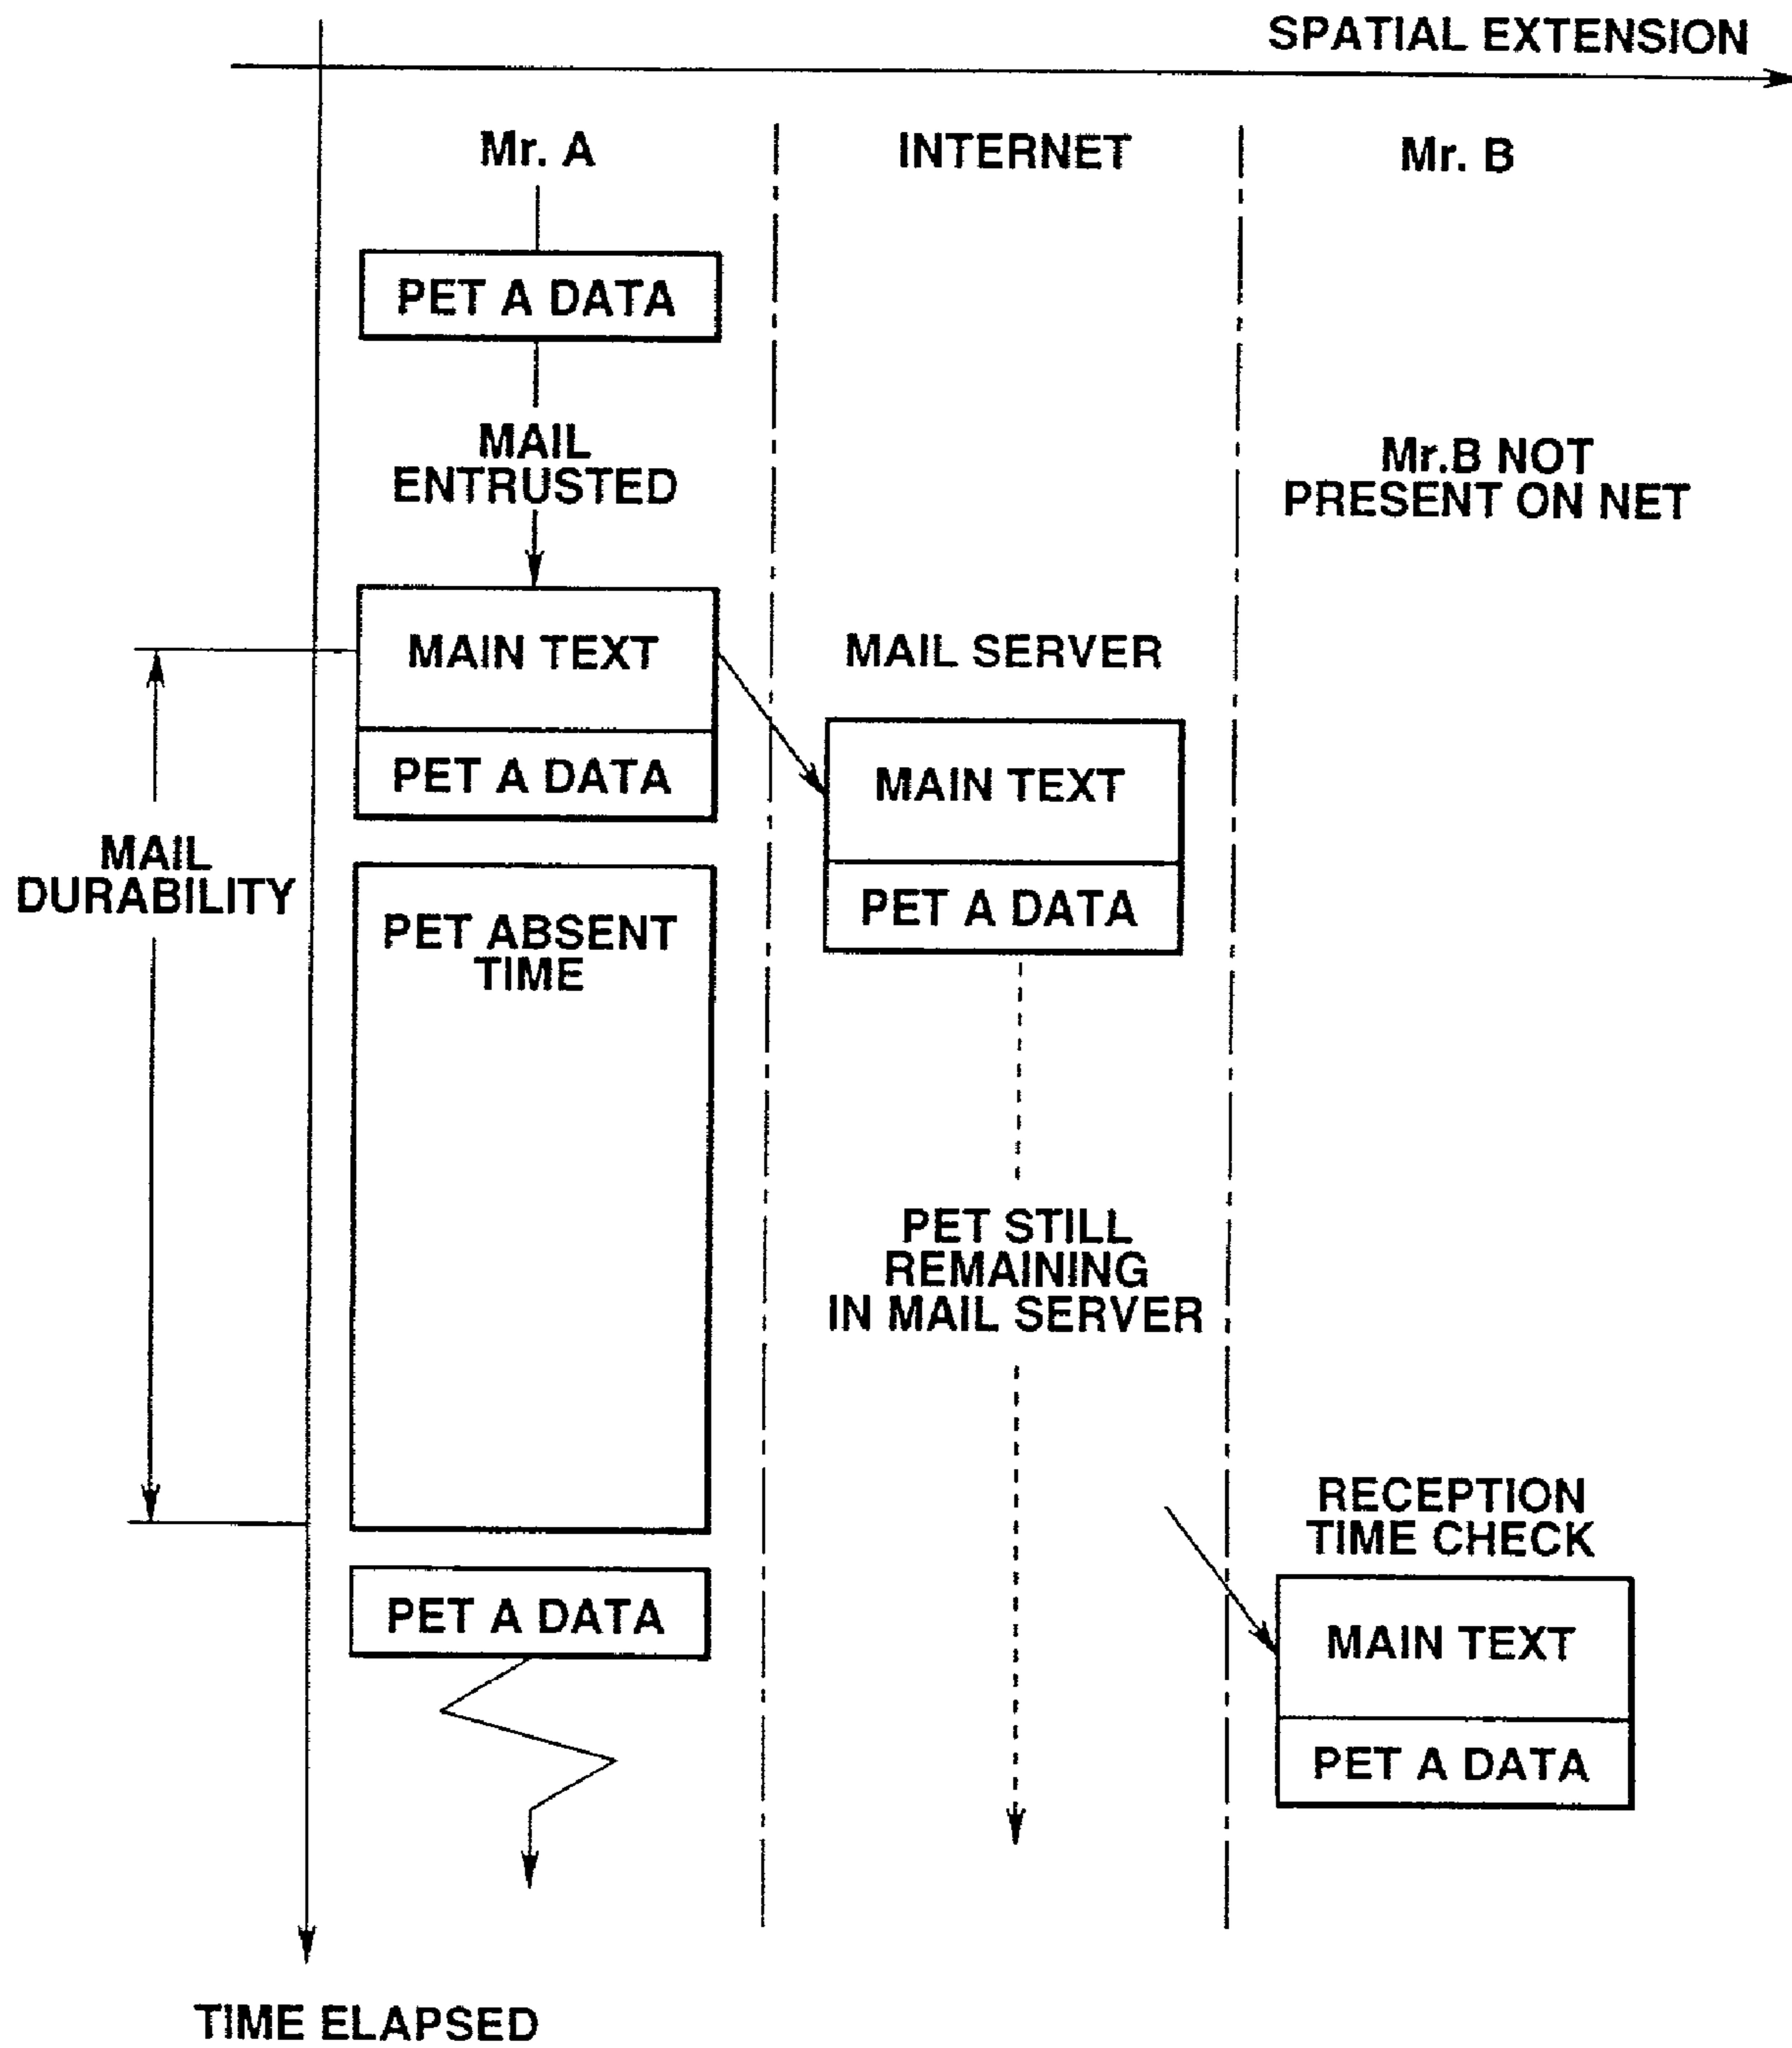 SPATIAL EXTENSION
Mr. A
INTERNET
Mr. B
PET A DATA
MAIL
ENTRUSTED
Mr.B NOT
PRESENT ON NET
MAIN TEXT
PET A DATA
MAIL SERVER
MAIN TEXT
PET A DATA
MAIL
DURABILITY
PET ABSENT
TIME
PET STILL
REMAINING
IN MAIL SERVER
RECEPTION
TIME CHECK
PET A DATA
MAIN TEXT
PET A DATA
TIME ELAPSED